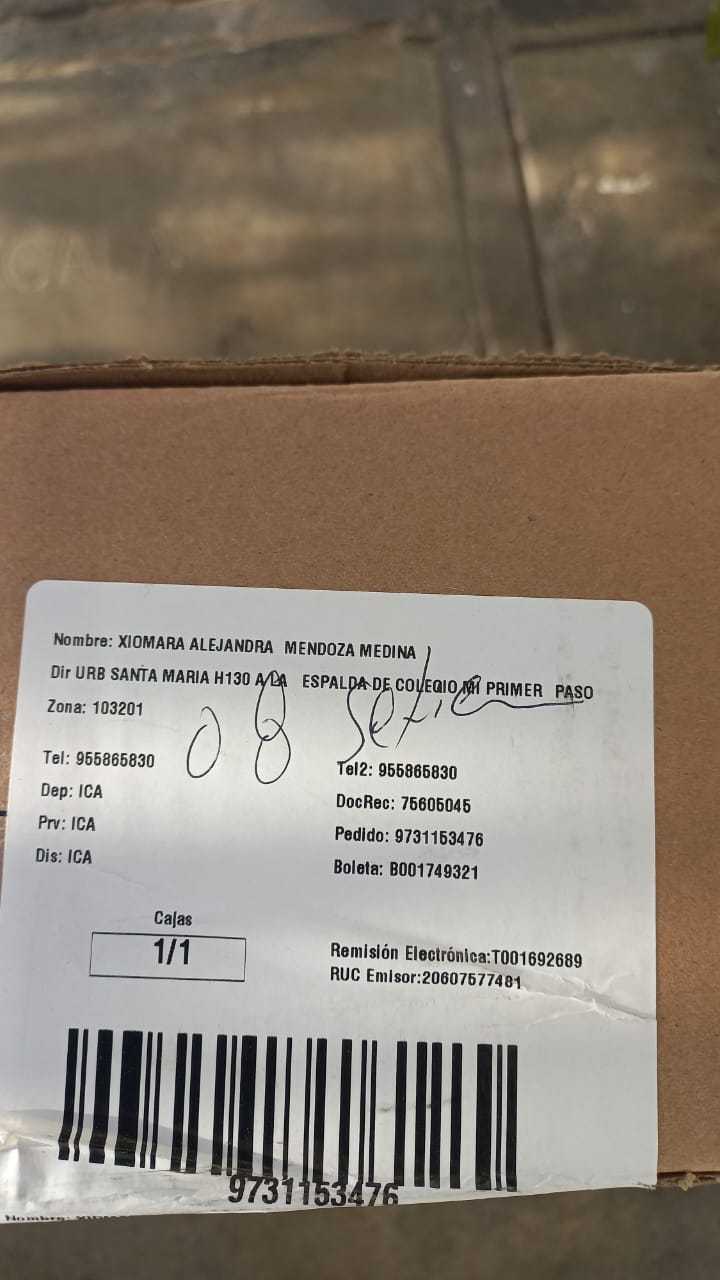 Nombre: XIOMARA ALEJANDRA MENDOZA MEDINA
Dir URB SANTA MARIA H130 A LA ESPALDA DE COLEGIO MI PRIMER PASO
Zona: 103201
08 setie
Tel: 955865830
Tel2: 955865830
Dep: ICA
DocRec: 75605045
Prv: ICA
Pedido: 9731153476
Dis: ICA
Boleta: B001749321
Cajas
1/1
Remisión Electrónica:T001692689
RUC Emisor:20607577481
9731153476
Nombre: